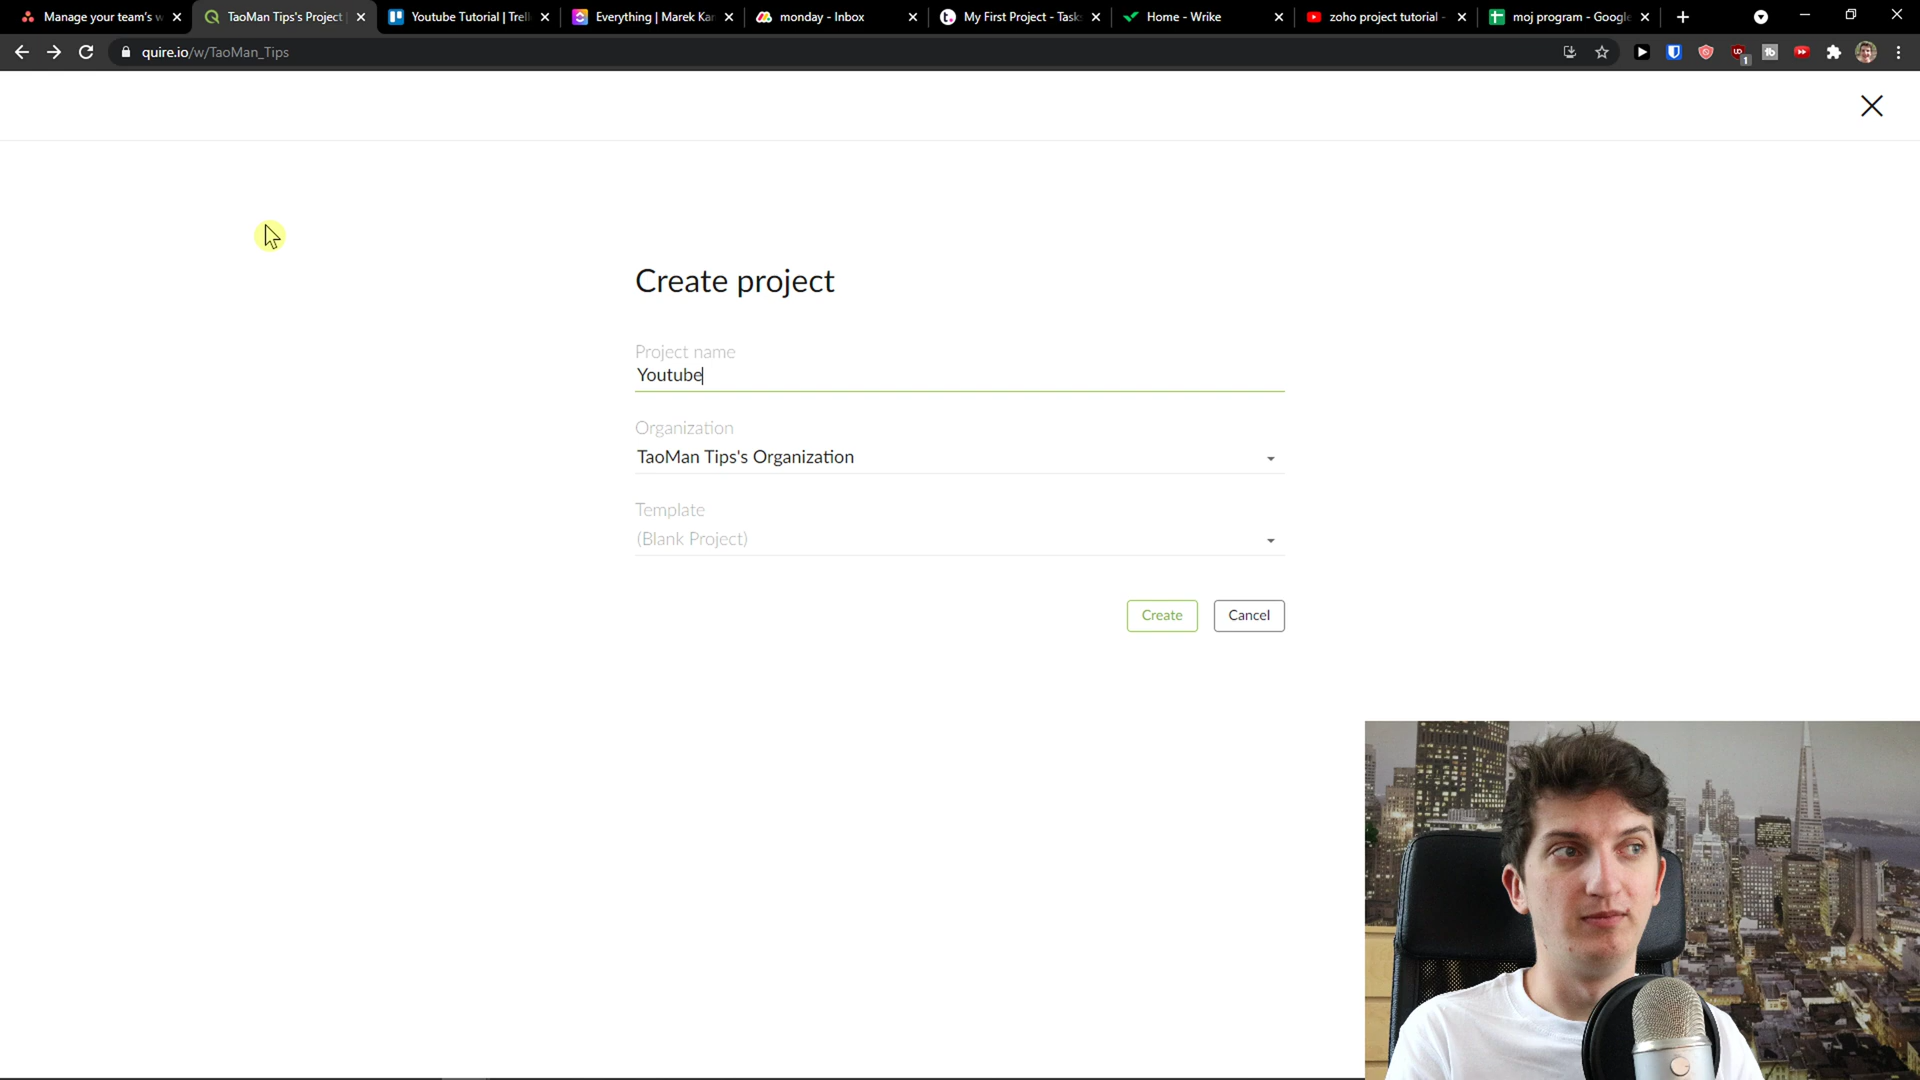 Manage your team's w
TaoMan Tips's Project
Youtube Tutorial | Trell
Everything | Marek Kar
monday - Inbox
My First Project - Task
Home - Wrike
zoho project tutorial -
moj program - Google
quire.io/w/TaoMan_Tips
1
Create project
Project name
Youtube
Organization
TaoMan Tips's Organization
Template
(Blank Project)
Create
Cancel